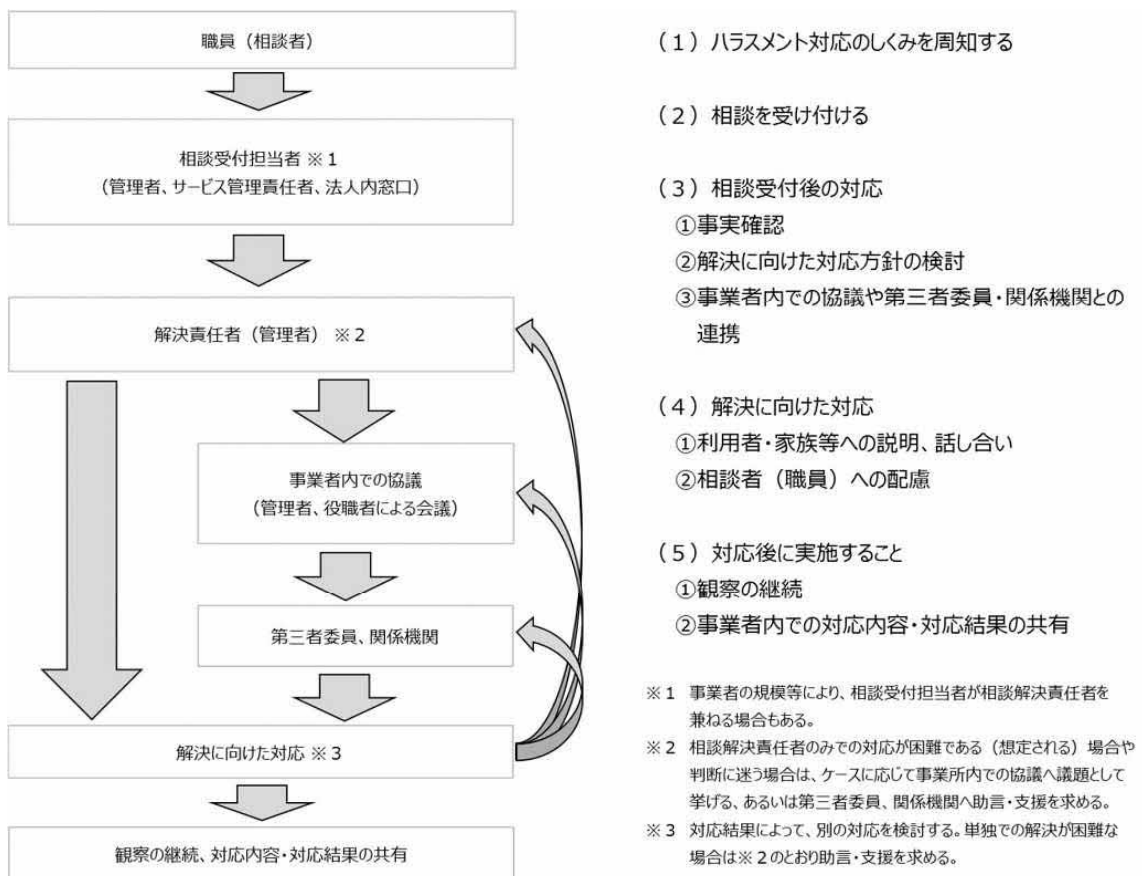 職員（相談者）
相談受付担当者 ※１
（管理者、サービス管理責任者、法人内窓口）
解決責任者（管理者）※２
事業者内での協議
（管理者、役職者による会議）
第三者委員、関係機関
解決に向けた対応 ※３
観察の継続、対応内容・対応結果の共有
（１）ハラスメント対応のしくみを周知する
（２）相談を受け付ける
（３）相談受付後の対応
①事実確認
②解決に向けた対応方針の検討
③事業者内での協議や第三者委員・関係機関との
連携
（４）解決に向けた対応
①利用者・家族等への説明、話し合い
②相談者（職員）への配慮
（５）対応後に実施すること
①観察の継続
②事業者内での対応内容・対応結果の共有
※１ 事業者の規模等により、相談受付担当者が相談解決責任者を
兼ねる場合もある。
※２ 相談解決責任者のみでの対応が困難である（想定される）場合や
判断に迷う場合は、ケースに応じて事業所内での協議へ議題として
挙げる、あるいは第三者委員、関係機関へ助言・支援を求める。
※３ 対応結果によって、別の対応を検討する。単独での解決が困難な
場合は※２のとおり助言・支援を求める。